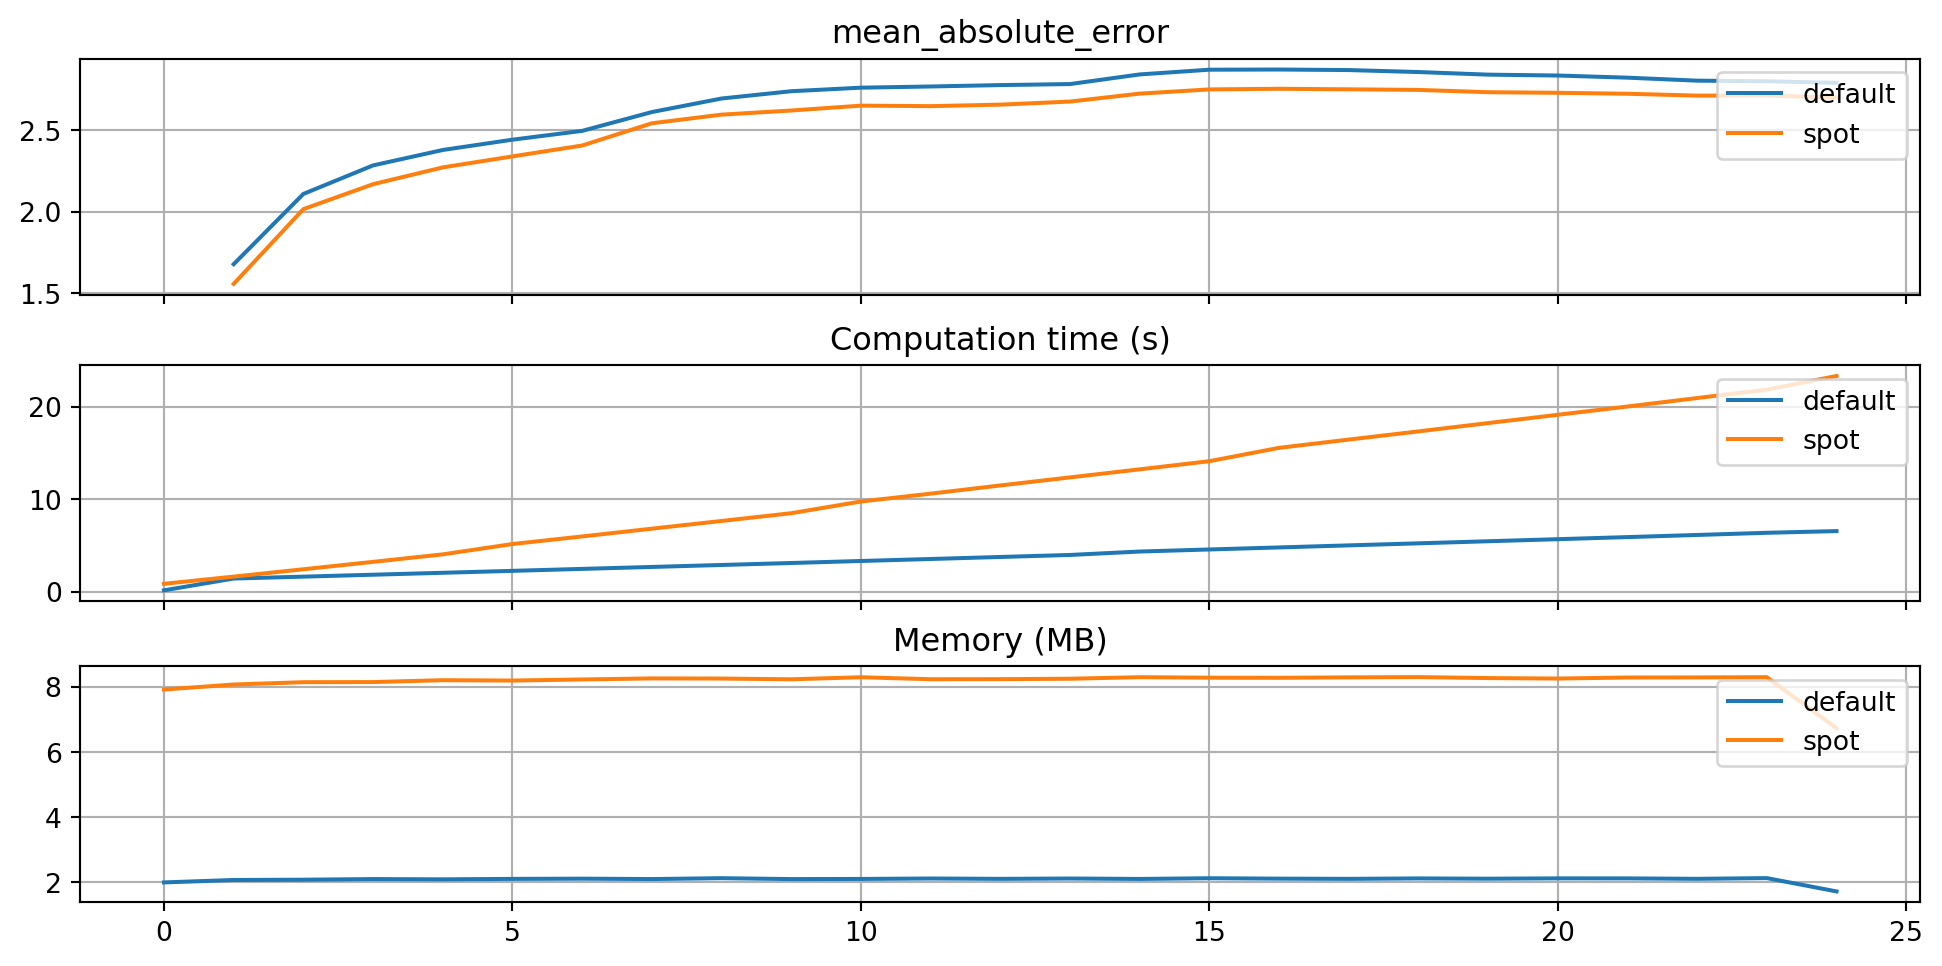 mean_absolute_error
2.5
2.0
1.5
default
spot
Computation time (s)
20
10
0
default
spot
Memory (MB)
8
6
4
2
default
spot
0 5 10 15 20 25